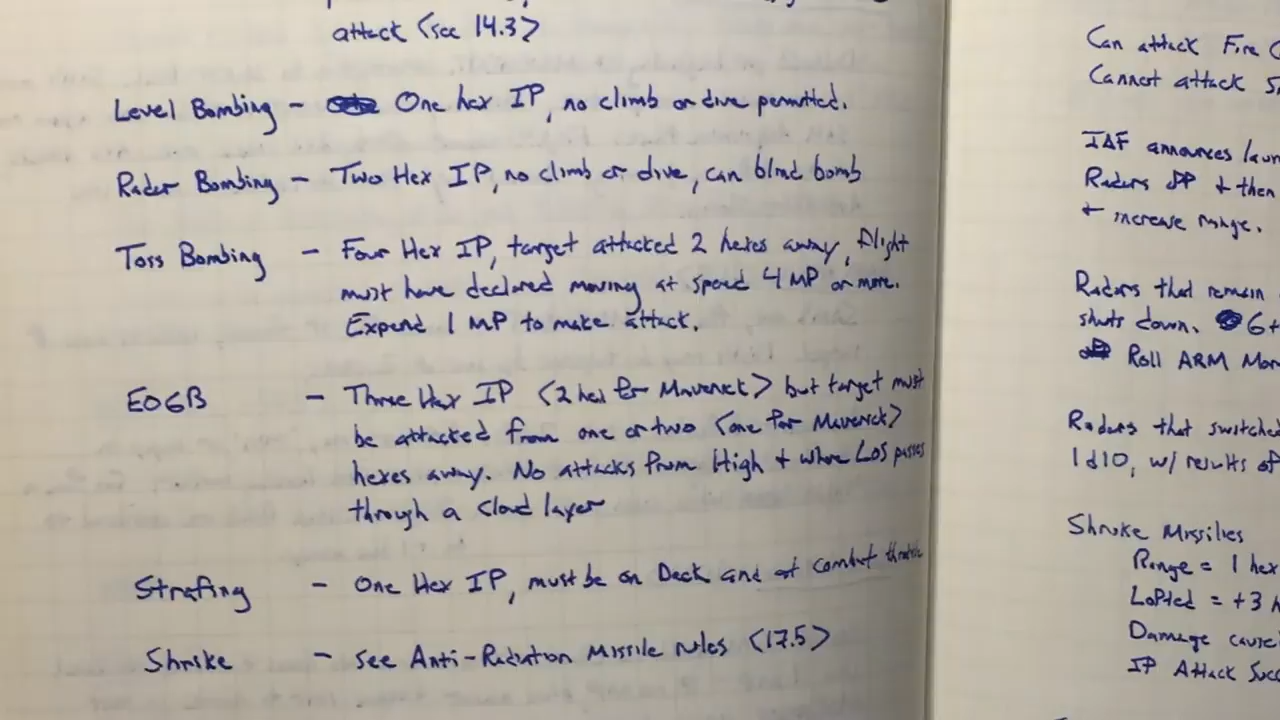 attack <see 14.3>
Level Bombing - One hex IP, no climb or dive permitted.
Radar Bombing - Two Hex IP, no climb or dive, can blind bomb
Toss Bombing - Four Hex IP, target attacked 2 hexes away, flight
must have declared moving at speed 4 MP or more.
Expend 1 MP to make attack.
EOGB - Three Hex IP <2 hex for Maverick> but target must
be attacked from one or two <one for Maverick>
hexes away. No attacks from High + where LOS passes
through a cloud layer
Strafing - One Hex IP, must be on Deck and at combat throttle
Shrike - see Anti-Radiation Missile rules <17.5>
Can attack Fire
Cannot attack
IAF announces
Radars
+ then
+ increase range.
Radars that remain
shuts down. 6+
Roll ARM
Radars that switched
1d10, w/ results of
Shrike Missiles
Range = 1 hex
Lofted = +3
Damage
IP Attack